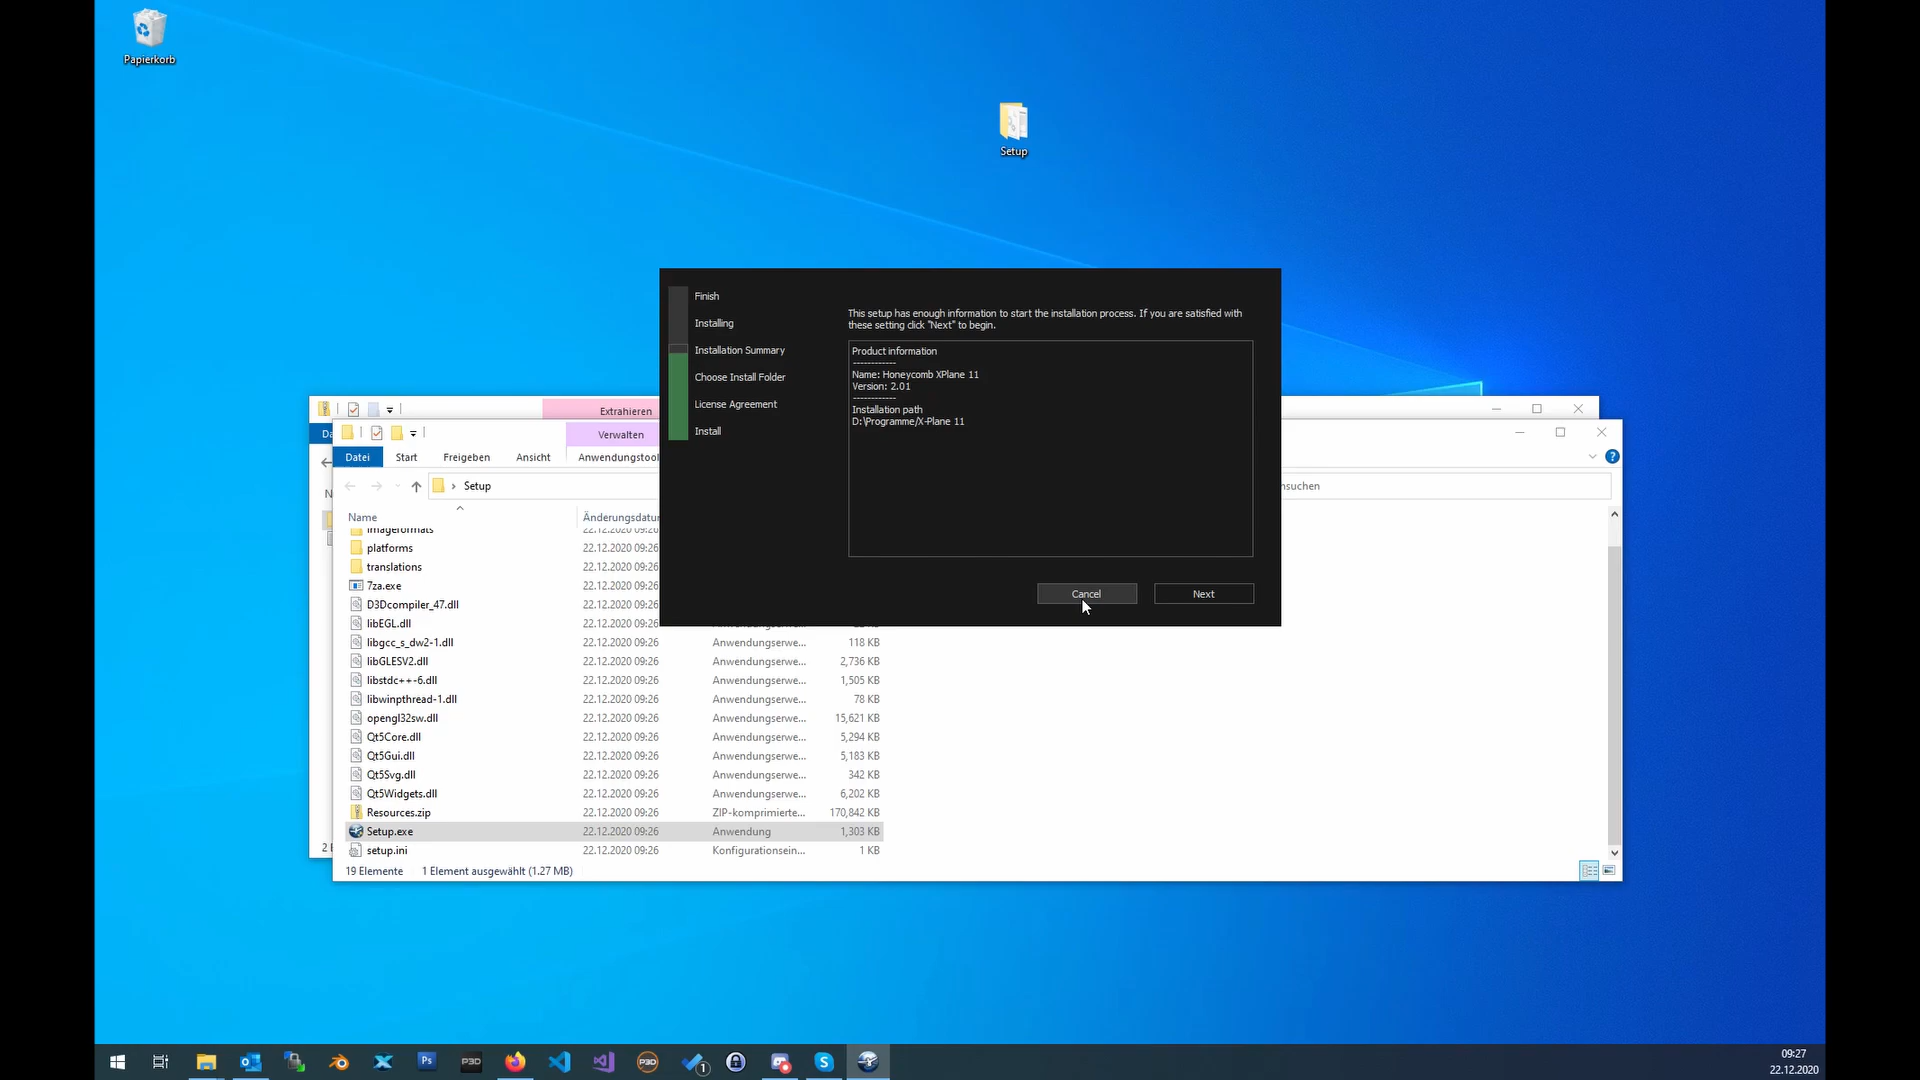 Papierkorb
Setup
Finish
Installing
Installation Summary
Choose Install Folder
License Agreement
Install
This setup has enough information to start the installation process. If you are satisfied with
these setting click "Next" to begin.
Product information
------------
Name: Honeycomb XPlane 11
Version: 2.01
------------
Installation path
D:\Programme/X-Plane 11
Cancel
Next
Extrahieren
Verwalten
Datei
Start
Freigeben
Ansicht
Anwendungstool
Setup
suchen
Name
Änderungsdatu
imageformats 22.12.2020 09:26
platforms 22.12.2020 09:26
translations 22.12.2020 09:26
7za.exe 22.12.2020 09:26
D3Dcompiler_47.dll 22.12.2020 09:26
libEGL.dll 22.12.2020 09:26
libgcc_s_dw2-1.dll 22.12.2020 09:26 Anwendungserwe... 118 KB
libGLESV2.dll 22.12.2020 09:26 Anwendungserwe... 2,736 KB
libstdc++-6.dll 22.12.2020 09:26 Anwendungserwe... 1,505 KB
libwinpthread-1.dll 22.12.2020 09:26 Anwendungserwe... 78 KB
opengl32sw.dll 22.12.2020 09:26 Anwendungserwe... 15,621 KB
Qt5Core.dll 22.12.2020 09:26 Anwendungserwe... 5,294 KB
Qt5Gui.dll 22.12.2020 09:26 Anwendungserwe... 5,183 KB
Qt5Svg.dll 22.12.2020 09:26 Anwendungserwe... 342 KB
Qt5Widgets.dll 22.12.2020 09:26 Anwendungserwe... 6,202 KB
Resources.zip 22.12.2020 09:26 ZIP-komprimierte... 170,842 KB
Setup.exe 22.12.2020 09:26 Anwendung 1,303 KB
setup.ini 22.12.2020 09:26 Konfigurationsein... 1 KB
19 Elemente 1 Element ausgewählt (1.27 MB)
Ps
P3D
P3D
1
S
09:27
22.12.2020